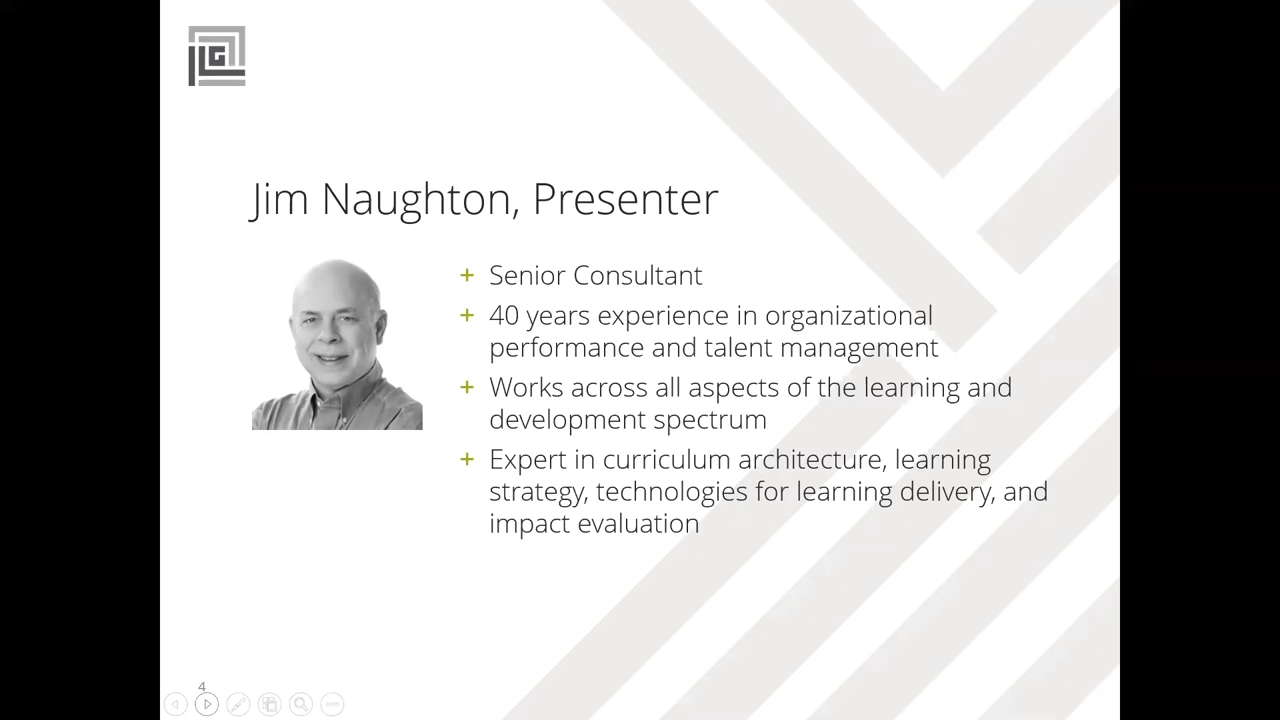 LG
Jim Naughton, Presenter
+ Senior Consultant
+ 40 years experience in organizational
performance and talent management
+ Works across all aspects of the learning and
development spectrum
+ Expert in curriculum architecture, learning
strategy, technologies for learning delivery, and
impact evaluation
4